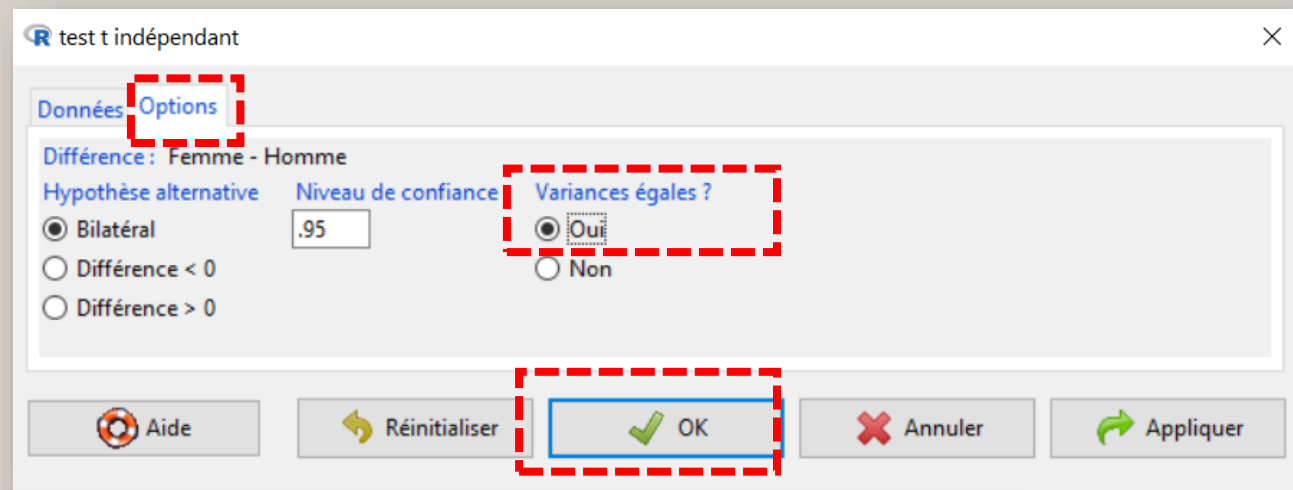 test t indépendant
Données Options
Différence : Femme - Homme
Hypothèse alternative Niveau de confiance Variances égales ?
Bilatéral .95 Oui
Différence < 0 Non
Différence > 0
Aide Réinitialiser OK Annuler Appliquer